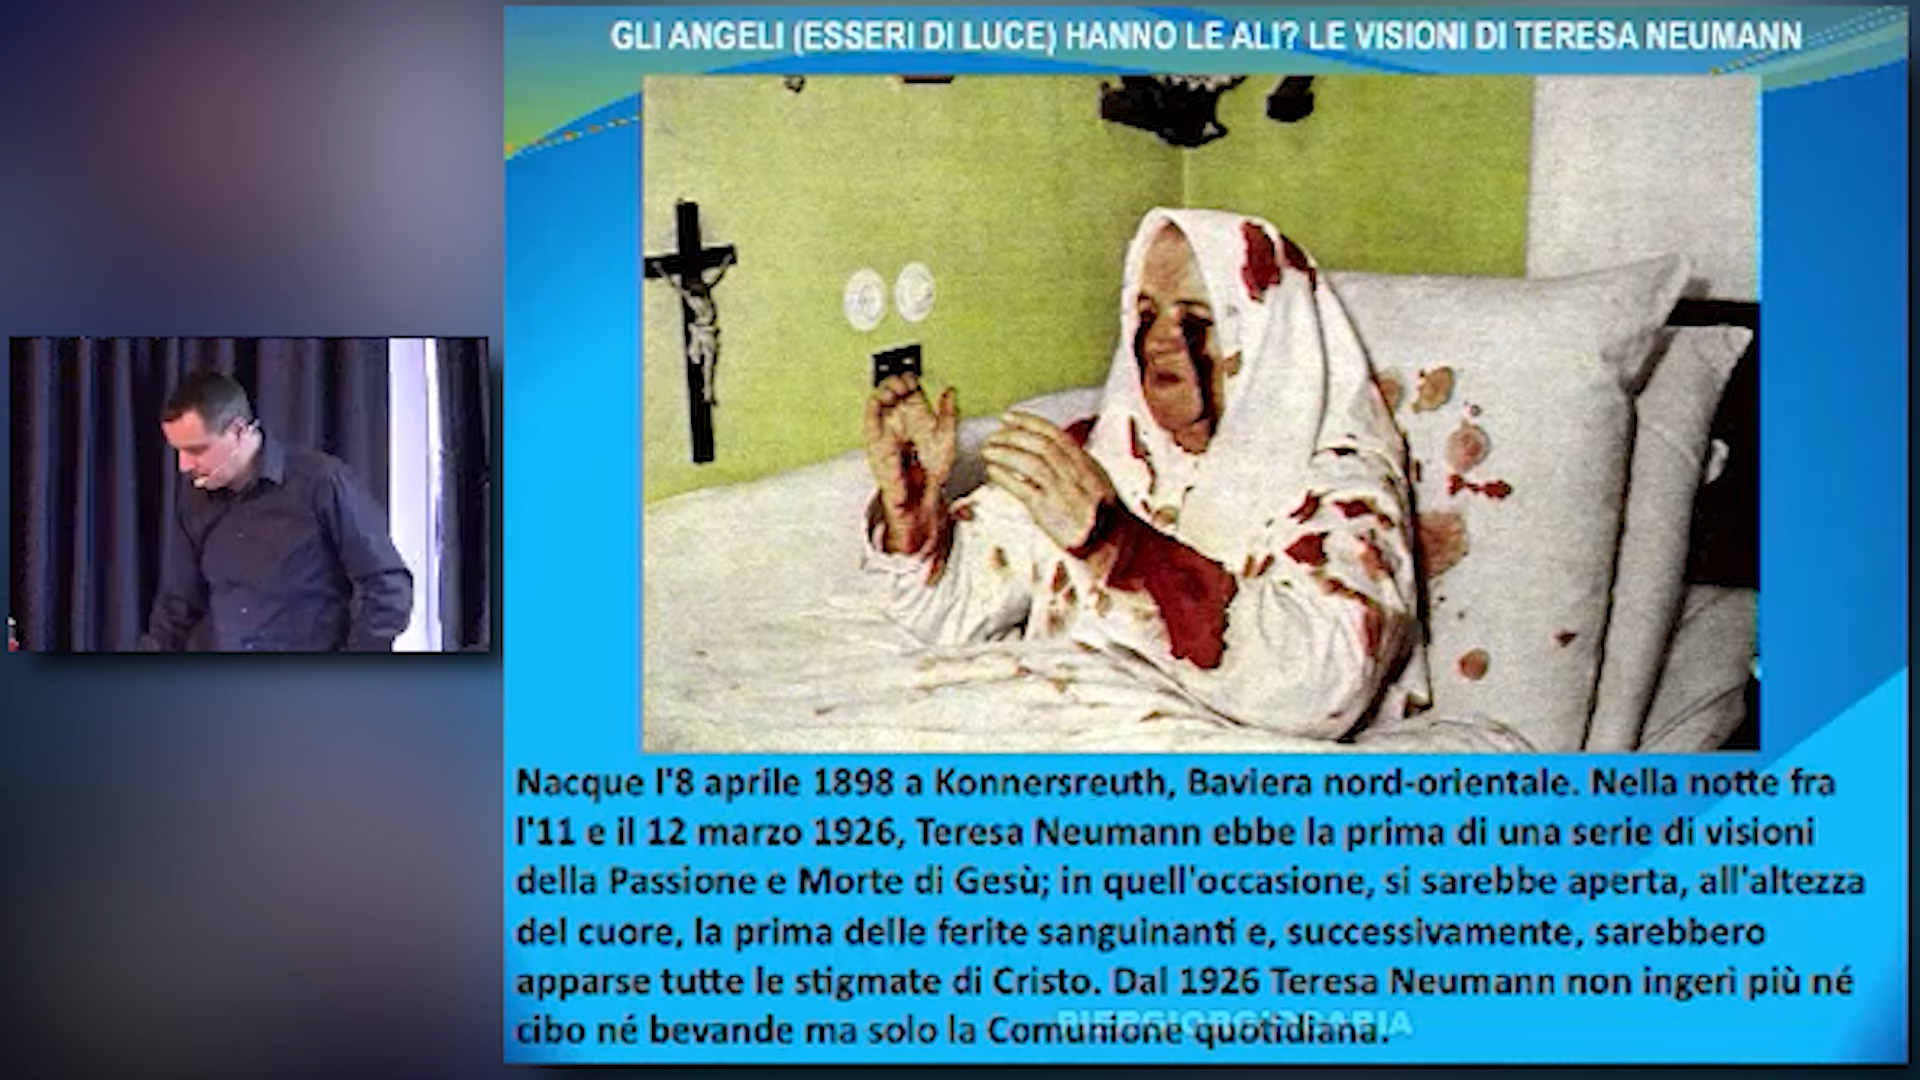 GLI ANGELI (ESSERI DI LUCE) HANNO LE ALI? LE VISIONI DI TERESA NEUMANN
Nacque l'8 aprile 1898 a Konnersreuth, Baviera nord-orientale. Nella notte fra
l'11 e il 12 marzo 1926, Teresa Neumann ebbe la prima di una serie di visioni
della Passione e Morte di Gesù; in quell'occasione, si sarebbe aperta, all'altezza
del cuore, la prima delle ferite sanguinanti e, successivamente, sarebbero
apparse tutte le stigmate di Cristo. Dal 1926 Teresa Neumann non ingerì più né
cibo né bevande ma solo la Comunione quotidiana.